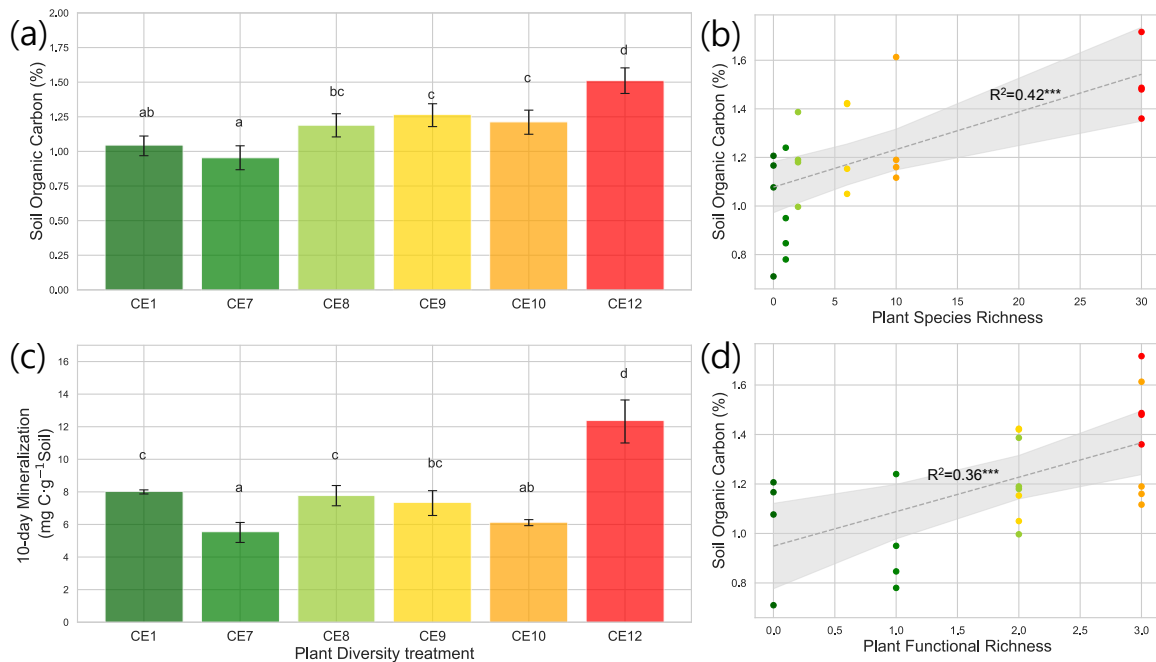 (a)
Soil Organic Carbon (%)
2.00
1.75
1.50
1.25
1.00
0.75
0.50
0.25
0.00
ab
a
bc
c
c
d
CE1 CE7 CE8 CE9 CE10 CE12
(b)
Soil Organic Carbon (%)
1.6
1.4
1.2
1.0
0.8
R²=0.42***
0 5 10 15 20 25 30
Plant Species Richness
(c)
10-day Mineralization
(mg C·g⁻¹Soil)
16
14
12
10
8
6
4
2
0
c
a
c
bc
ab
d
CE1 CE7 CE8 CE9 CE10 CE12
Plant Diversity treatment
(d)
Soil Organic Carbon (%)
1.6
1.4
1.2
1.0
0.8
R²=0.36***
0.0 0.5 1.0 1.5 2.0 2.5 3.0
Plant Functional Richness